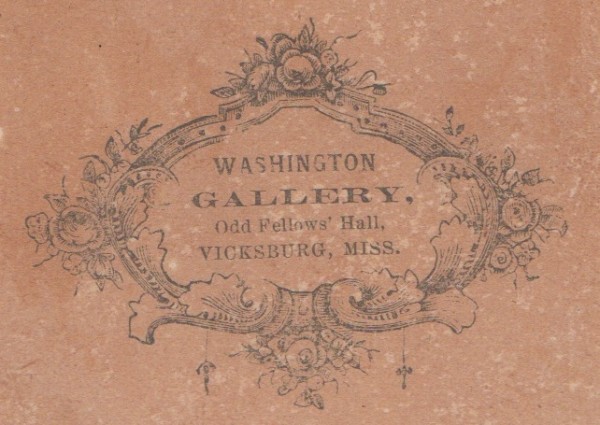 WASHINGTON
GALLERY,
Odd Fellows' Hall,
VICKSBURG, MISS.